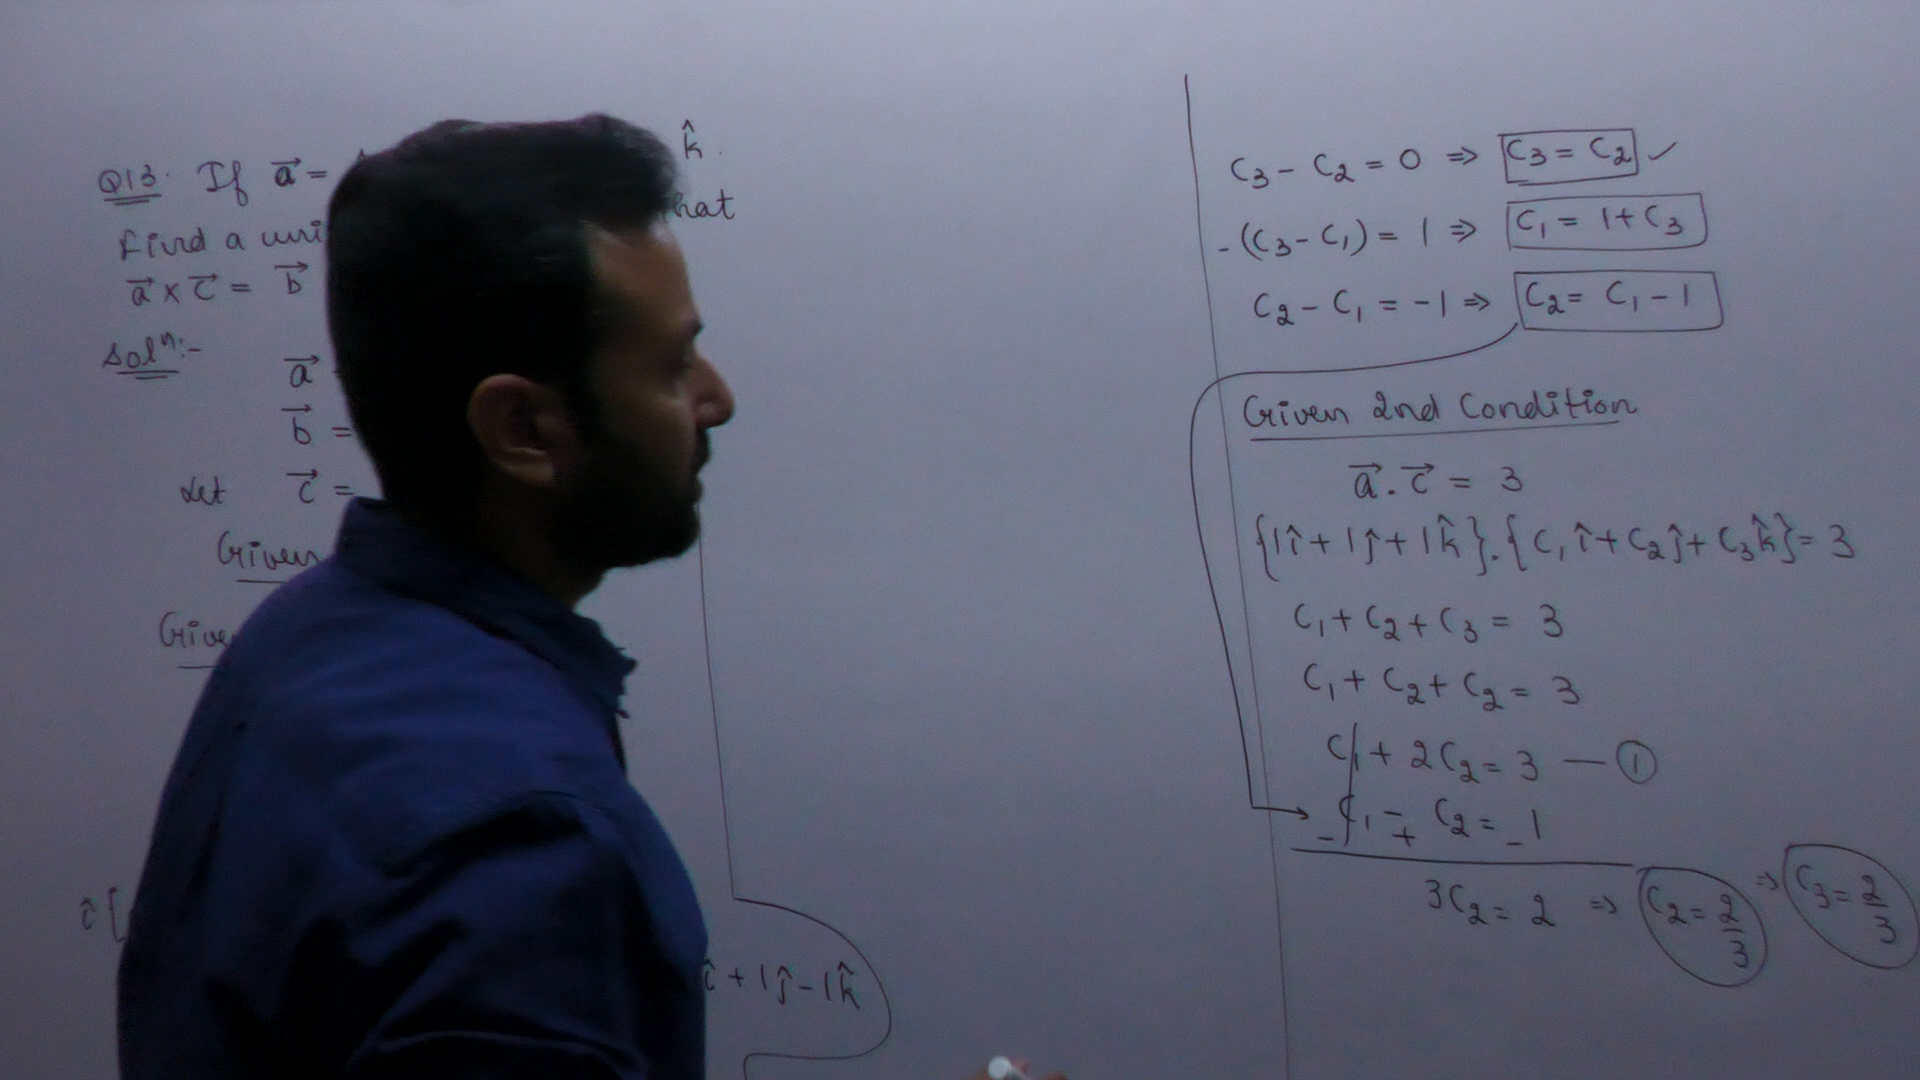 Q13. If a⃗ =
k̂.
Find a
hat
a⃗ × c⃗ = b⃗
Solⁿ:-
a⃗
b⃗ =
Let c⃗ =
Given
î {
î + 1ĵ - 1k̂
C₃ - C₂ = 0 ⇒ C₃ = C₂ ✓
-(C₃ - C₁) = 1 ⇒ C₁ = 1 + C₃
C₂ - C₁ = -1 ⇒ C₂ = C₁ - 1
Given 2nd Condition
a⃗ . c⃗ = 3
{1î + 1ĵ + 1k̂}.{C₁î + C₂ĵ + C₃k̂} = 3
C₁ + C₂ + C₃ = 3
C₁ + C₂ + C₂ = 3
C₁ + 2C₂ = 3 — ①
C₁ - C₂ = 1
- + -
3C₂ = 2 ⇒ C₂ = 2/3 ⇒ C₃ = 2/3